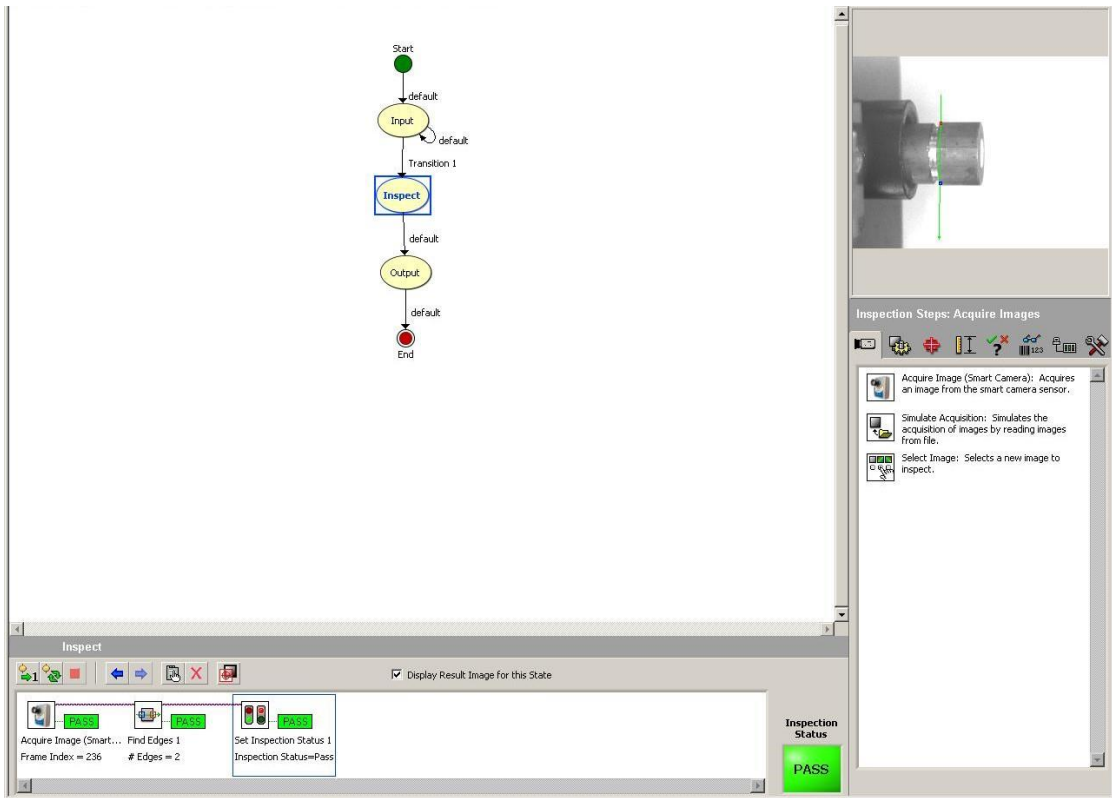 Start
default
Input
default
Transition 1
Inspect
default
Output
default
End
Inspection Steps: Acquire Images
123
Acquire Image (Smart Camera): Acquires
an image from the smart camera sensor.
Simulate Acquisition: Simulates the
acquisition of images by reading images
from file.
Select Image: Selects a new image to
inspect.
Inspect
1
Display Result Image for this State
PASS
Acquire Image (Smart...
Frame Index = 236
PASS
Find Edges 1
# Edges = 2
PASS
Set Inspection Status 1
Inspection Status=Pass
Inspection
Status
PASS